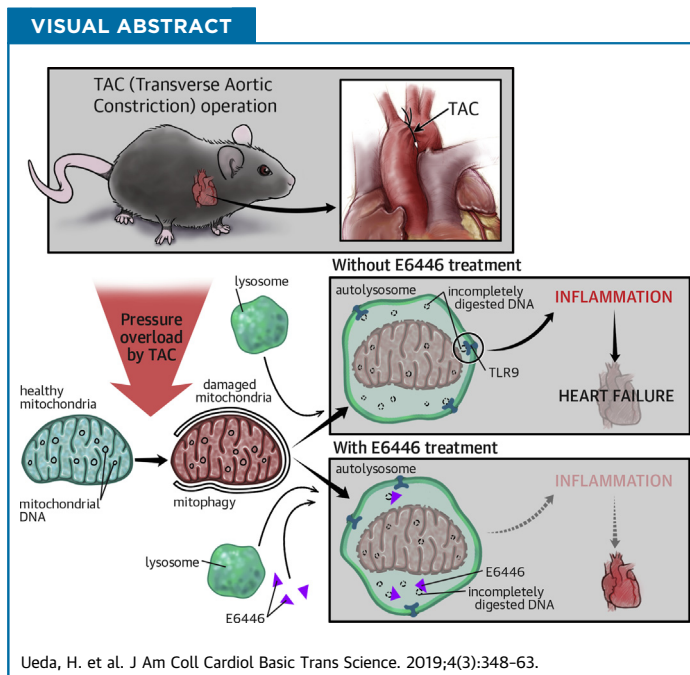 VISUAL ABSTRACT
TAC (Transverse Aortic
Constriction) operation
TAC
Pressure
overload
by TAC
lysosome
healthy
mitochondria
damaged
mitochondria
mitochondrial
DNA
mitophagy
lysosome
E6446
Without E6446 treatment
autolysosome
incompletely
digested DNA
TLR9
INFLAMMATION
HEART FAILURE
With E6446 treatment
autolysosome
E6446
incompletely
digested DNA
INFLAMMATION
Ueda, H. et al. J Am Coll Cardiol Basic Trans Science. 2019;4(3):348-63.